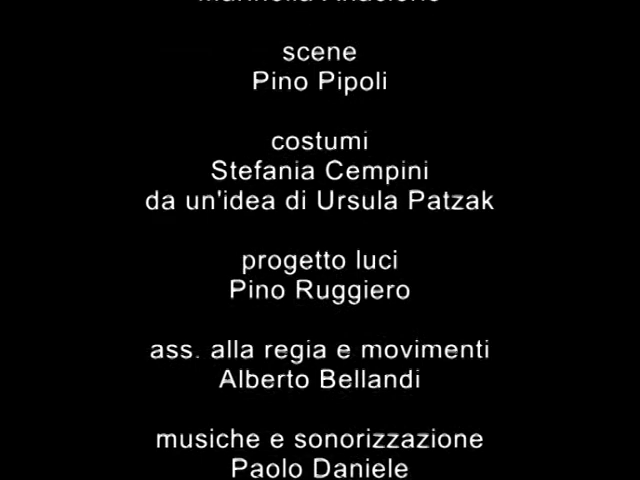 scene
Pino Pipoli
costumi
Stefania Cempini
da un'idea di Ursula Patzak
progetto luci
Pino Ruggiero
ass. alla regia e movimenti
Alberto Bellandi
musiche e sonorizzazione
Paolo Daniele